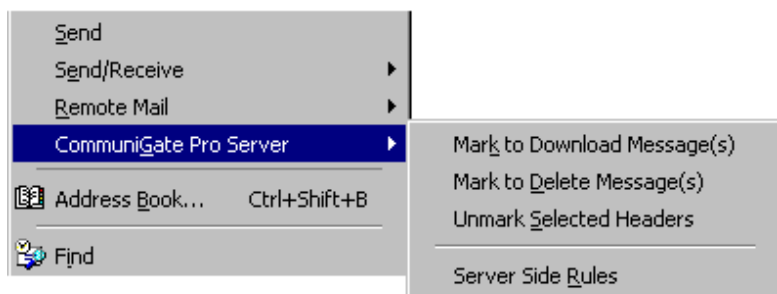 Send
Send/Receive
Remote Mail
CommuniGate Pro Server
Address Book... Ctrl+Shift+B
Find
Mark to Download Message(s)
Mark to Delete Message(s)
Unmark Selected Headers
Server Side Rules